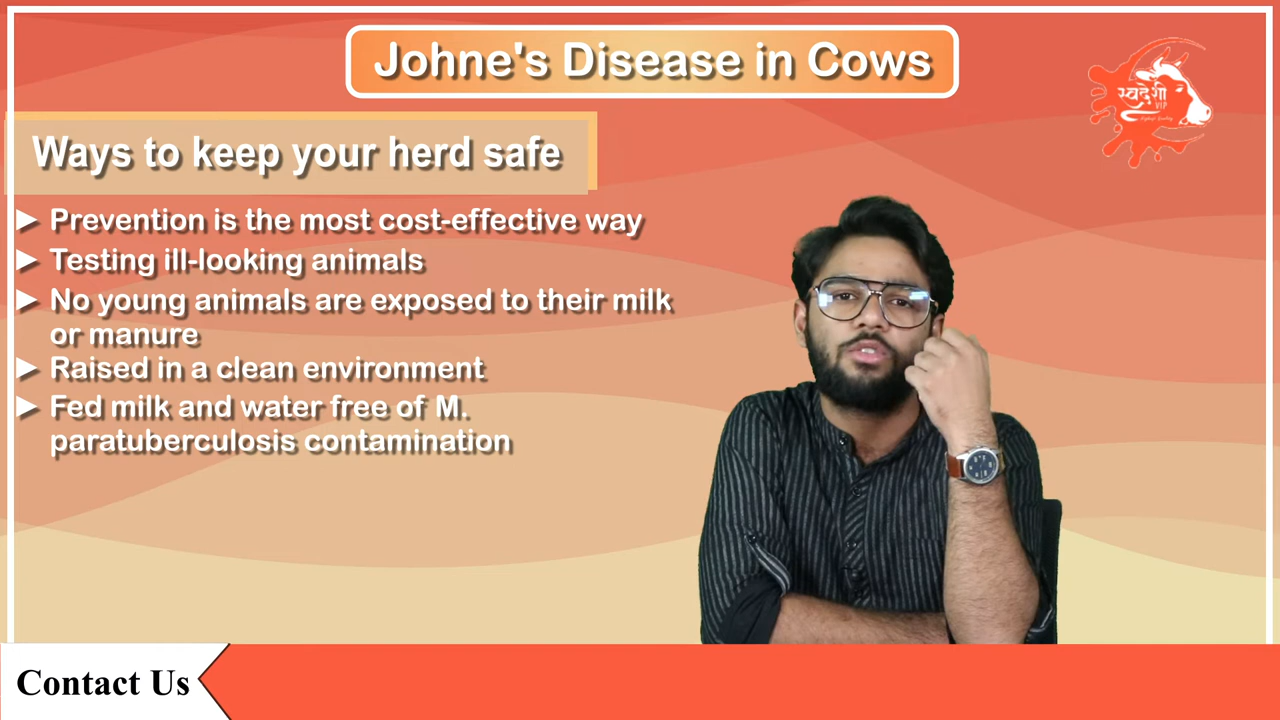 Johne's Disease in Cows
स्वदेशी
VIP
Ways to keep your herd safe
► Prevention is the most cost-effective way
► Testing ill-looking animals
► No young animals are exposed to their milk
or manure
► Raised in a clean environment
► Fed milk and water free of M.
paratuberculosis contamination
Contact Us